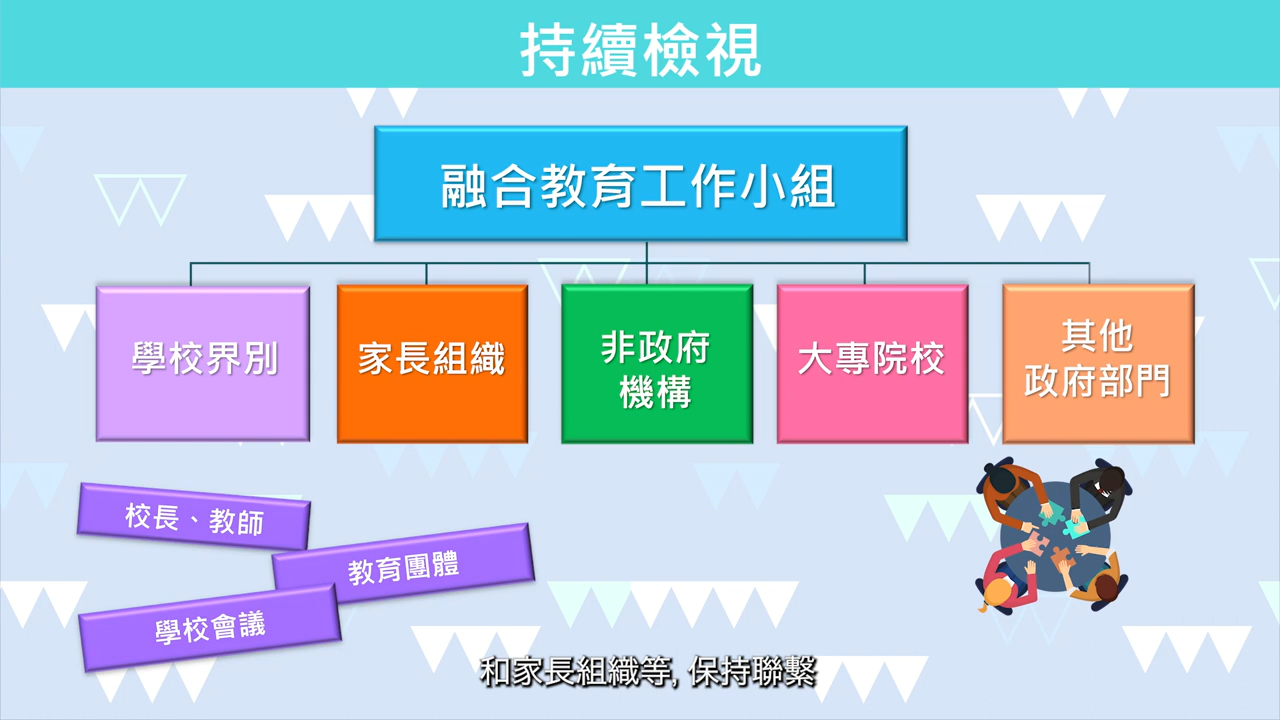 持續檢視
融合教育工作小組
學校界別
家長組織
非政府
機構
大專院校
其他
政府部門
校長、教師
教育團體
學校會議
和家長組織等, 保持聯繫